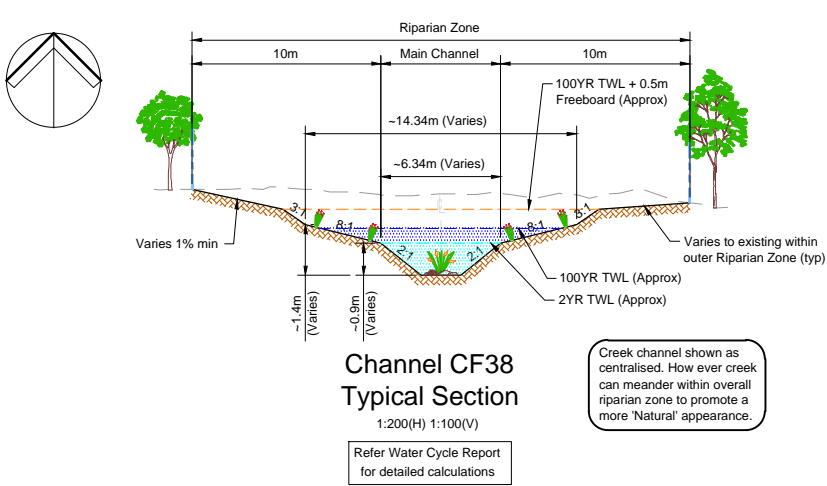 Riparian Zone
10m
Main Channel
10m
100YR TWL + 0.5m
Freeboard (Approx)
~14.34m (Varies)
~6.34m (Varies)
3:1
8:1
2:1
2:1
8:1
3:1
Varies 1% min
Varies to existing within
outer Riparian Zone (typ)
100YR TWL (Approx)
2YR TWL (Approx)
~1.4m
(Varies)
~0.9m
(Varies)
Channel CF38
Typical Section
1:200(H) 1:100(V)
Refer Water Cycle Report
for detailed calculations
Creek channel shown as
centralised. How ever creek
can meander within overall
riparian zone to promote a
more 'Natural' appearance.